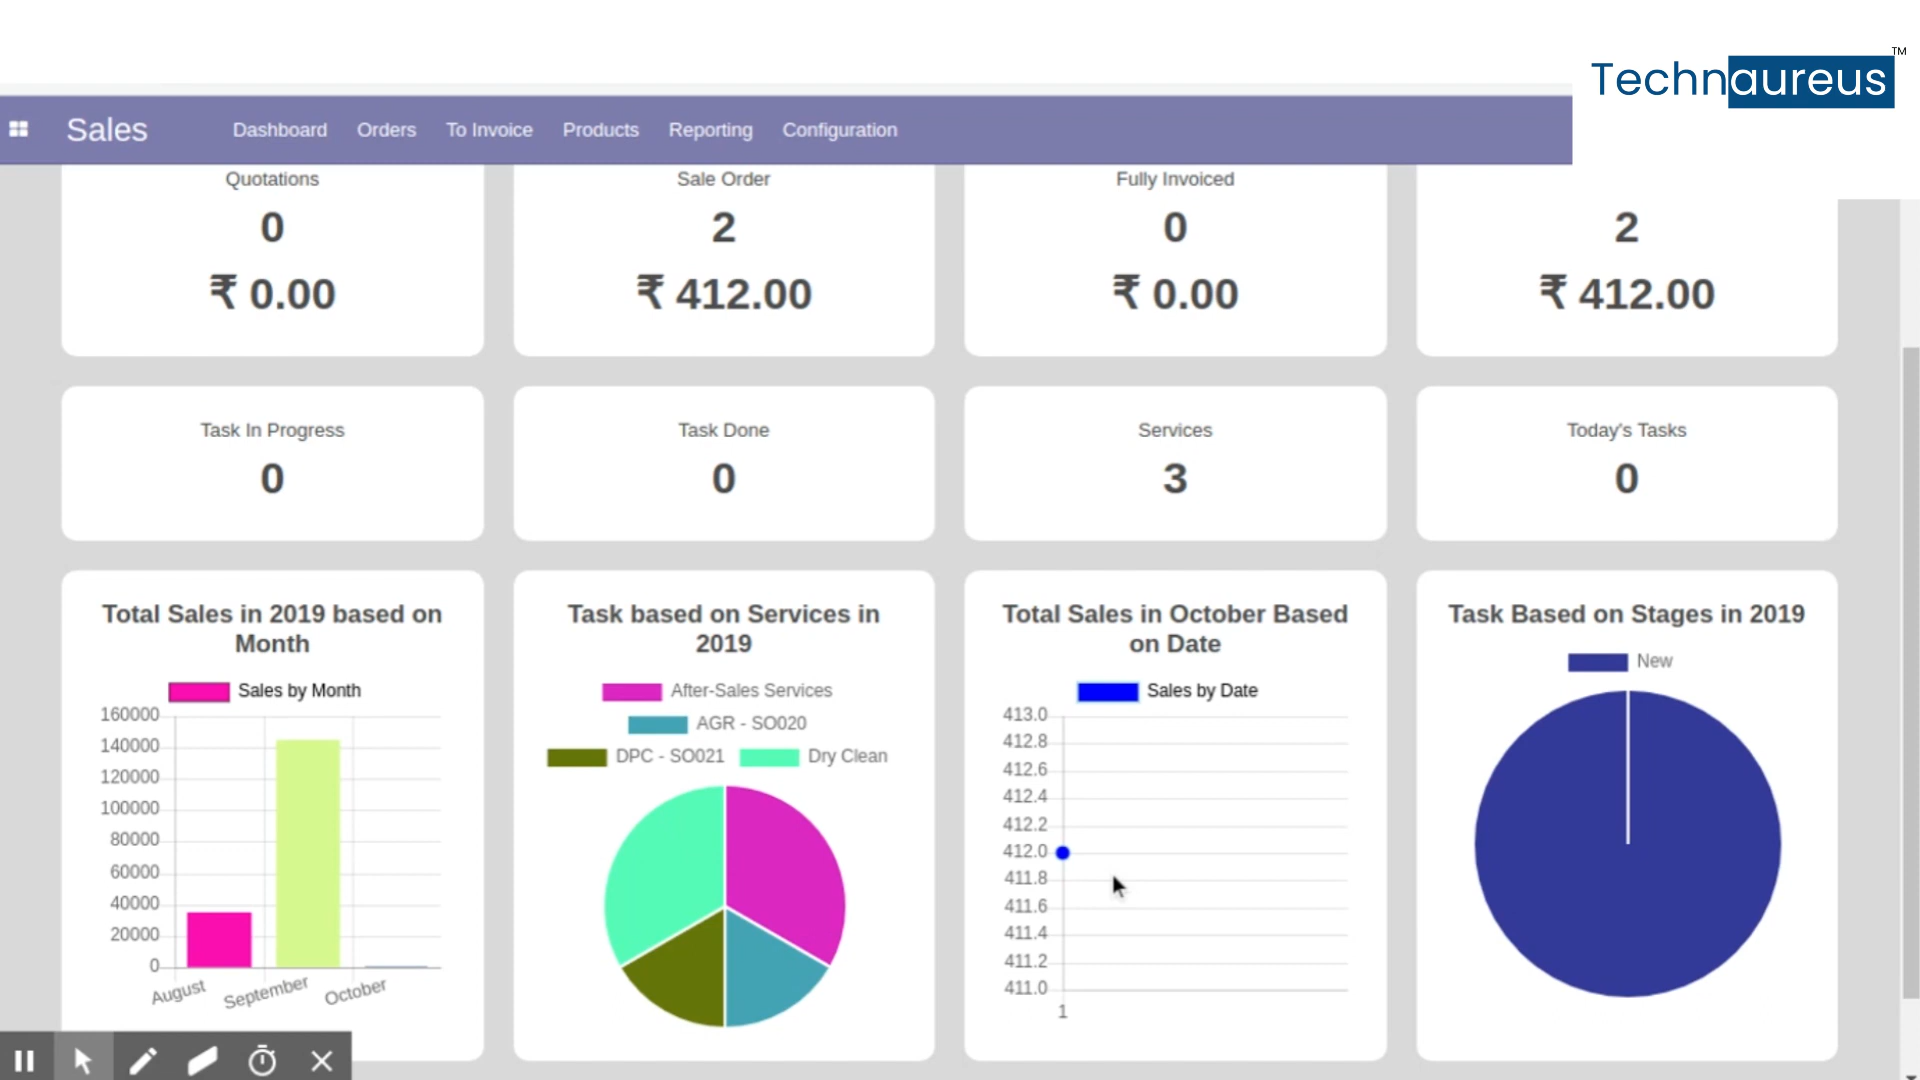 Technaureus
TM
Sales
Dashboard
Orders
To Invoice
Products
Reporting
Configuration
Quotations
0
₹ 0.00
Sale Order
2
₹ 412.00
Fully Invoiced
0
₹ 0.00
2
₹ 412.00
Task In Progress
0
Task Done
0
Services
3
Today's Tasks
0
Total Sales in 2019 based on
Month
Sales by Month
160000
140000
120000
100000
80000
60000
40000
20000
0
August
September
October
Task based on Services in
2019
After-Sales Services
AGR - SO020
DPC - SO021
Dry Clean
Total Sales in October Based
on Date
Sales by Date
413.0
412.8
412.6
412.4
412.2
412.0
411.8
411.6
411.4
411.2
411.0
1
Task Based on Stages in 2019
New